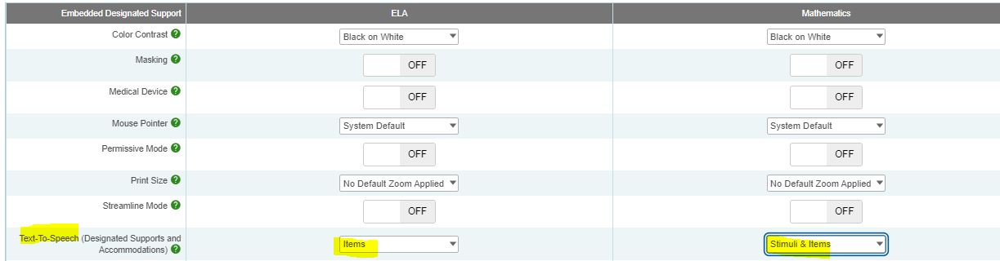 Embedded Designated Support ELA Mathematics
Color Contrast ? Black on White Black on White
Masking ? OFF OFF
Medical Device ? OFF OFF
Mouse Pointer ? System Default System Default
Permissive Mode ? OFF OFF
Print Size ? No Default Zoom Applied No Default Zoom Applied
Streamline Mode ? OFF OFF
Text-To-Speech (Designated Supports and
Accommodations) ? Items Stimuli & Items